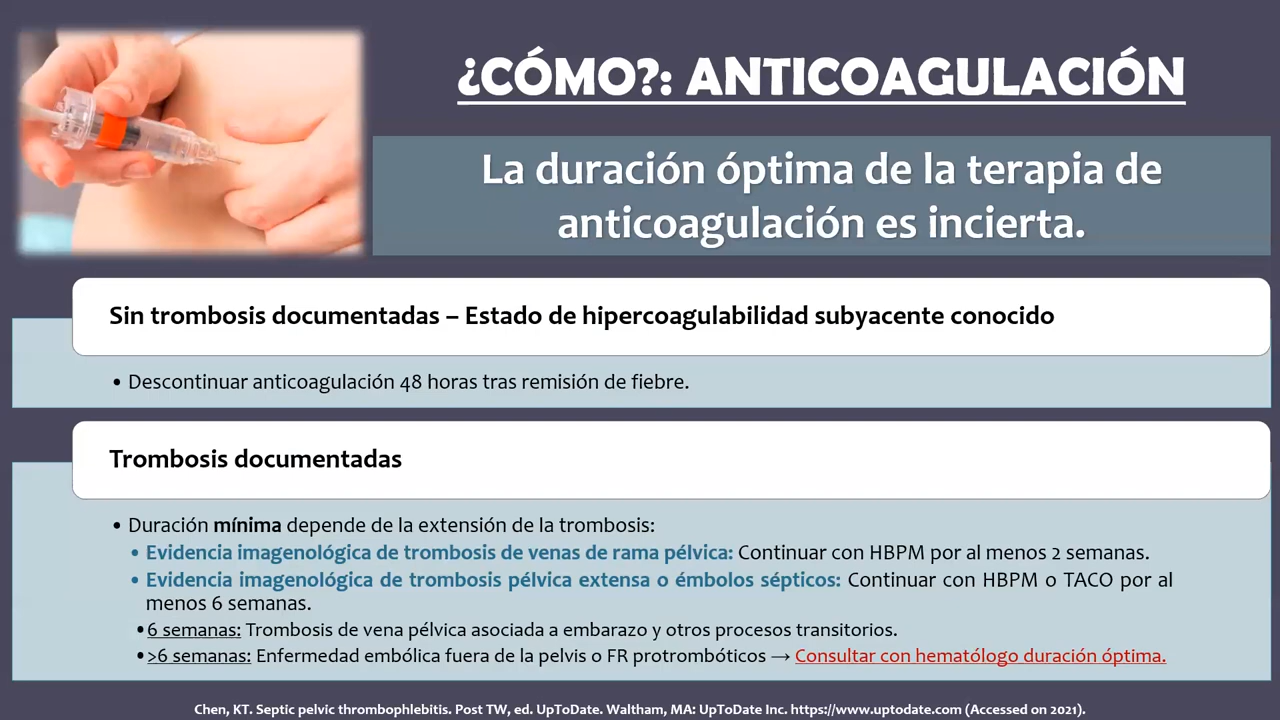 ¿CÓMO?: ANTICOAGULACIÓN
La duración óptima de la terapia de
anticoagulación es incierta.
Sin trombosis documentadas – Estado de hipercoagulabilidad subyacente conocido
• Descontinuar anticoagulación 48 horas tras remisión de fiebre.
Trombosis documentadas
• Duración mínima depende de la extensión de la trombosis:
• Evidencia imagenológica de trombosis de venas de rama pélvica: Continuar con HBPM por al menos 2 semanas.
• Evidencia imagenológica de trombosis pélvica extensa o émbolos sépticos: Continuar con HBPM o TACO por al
menos 6 semanas.
•6 semanas: Trombosis de vena pélvica asociada a embarazo y otros procesos transitorios.
•>6 semanas: Enfermedad embólica fuera de la pelvis o FR protrombóticos → Consultar con hematólogo duración óptima.
Chen, KT. Septic pelvic thrombophlebitis. Post TW, ed. UpToDate. Waltham, MA: UpToDate Inc. https://www.uptodate.com (Accessed on 2021).